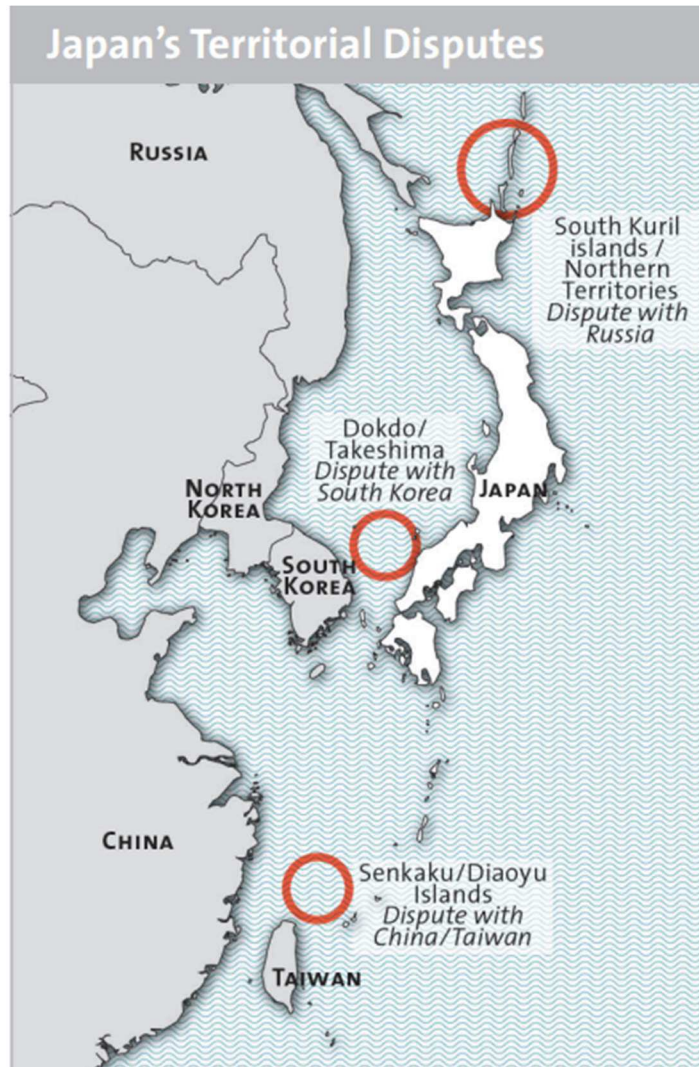 Japan's Territorial Disputes
RUSSIA
South Kuril
islands /
Northern
Territories
Dispute with
Russia
Dokdo/
Takeshima
Dispute with
South Korea
NORTH
KOREA
JAPAN
SOUTH
KOREA
CHINA
Senkaku/Diaoyu
Islands
Dispute with
China/Taiwan
TAIWAN